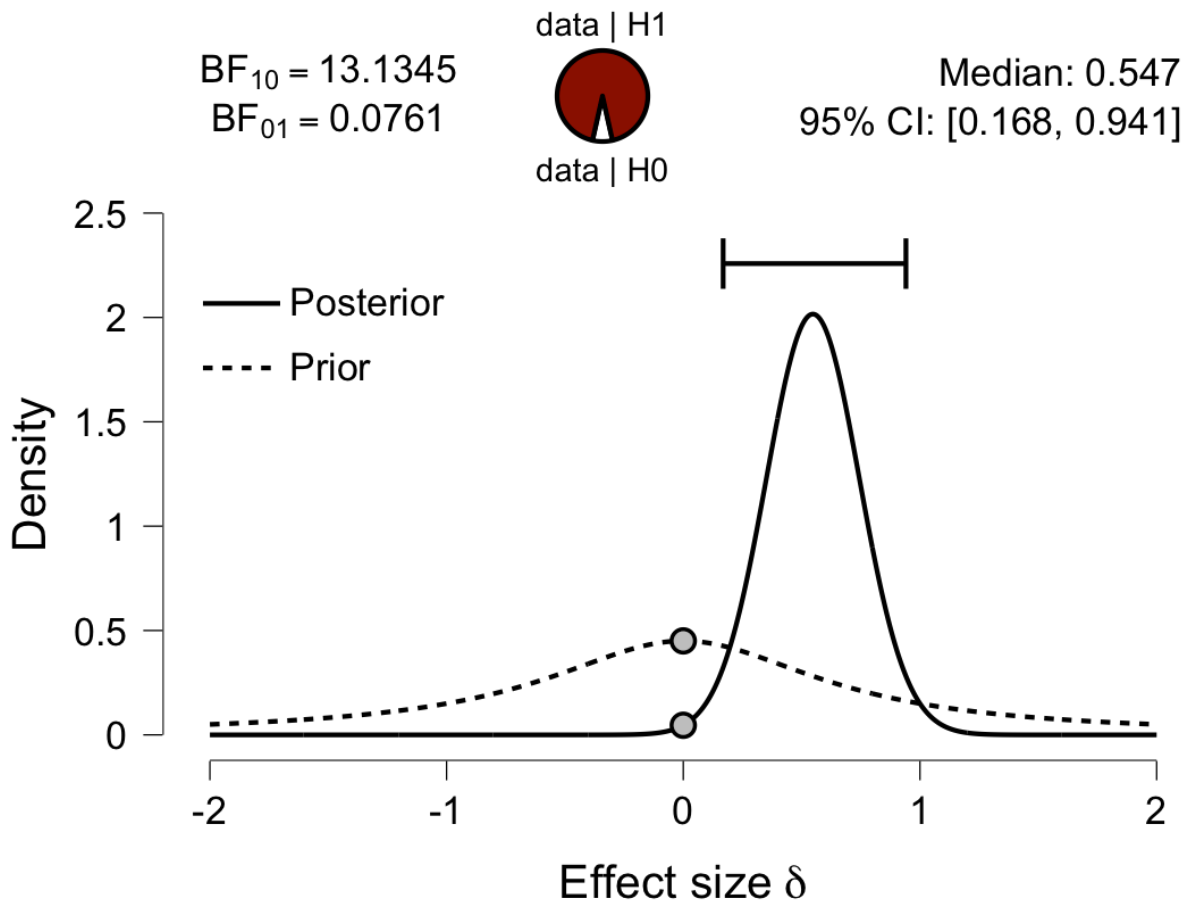 data | H1
BF₁₀ = 13.1345
BF₀₁ = 0.0761
Median: 0.547
95% CI: [0.168, 0.941]
data | H0
2.5
2
1.5
1
0.5
0
Density
Posterior
Prior
-2
-1
0
1
2
Effect size δ